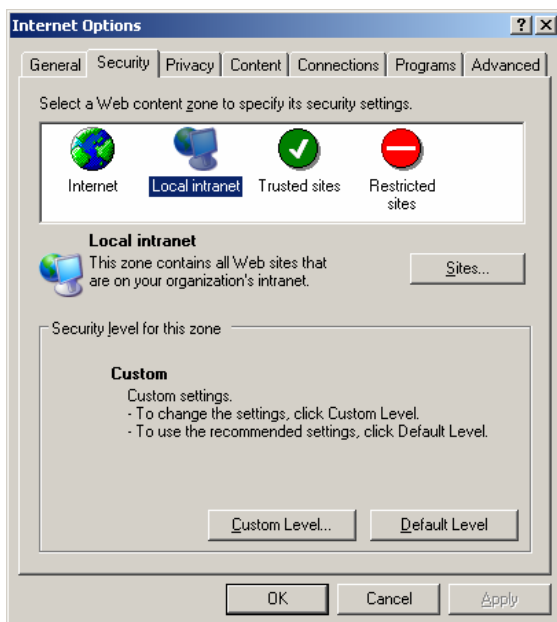 Internet Options
? X
General Security Privacy Content Connections Programs Advanced
Select a Web content zone to specify its security settings.
Internet Local intranet Trusted sites Restricted
sites
Local intranet
This zone contains all Web sites that
are on your organization's intranet.
Sites...
Security level for this zone
Custom
Custom settings.
- To change the settings, click Custom Level.
- To use the recommended settings, click Default Level.
Custom Level... Default Level
OK Cancel Apply